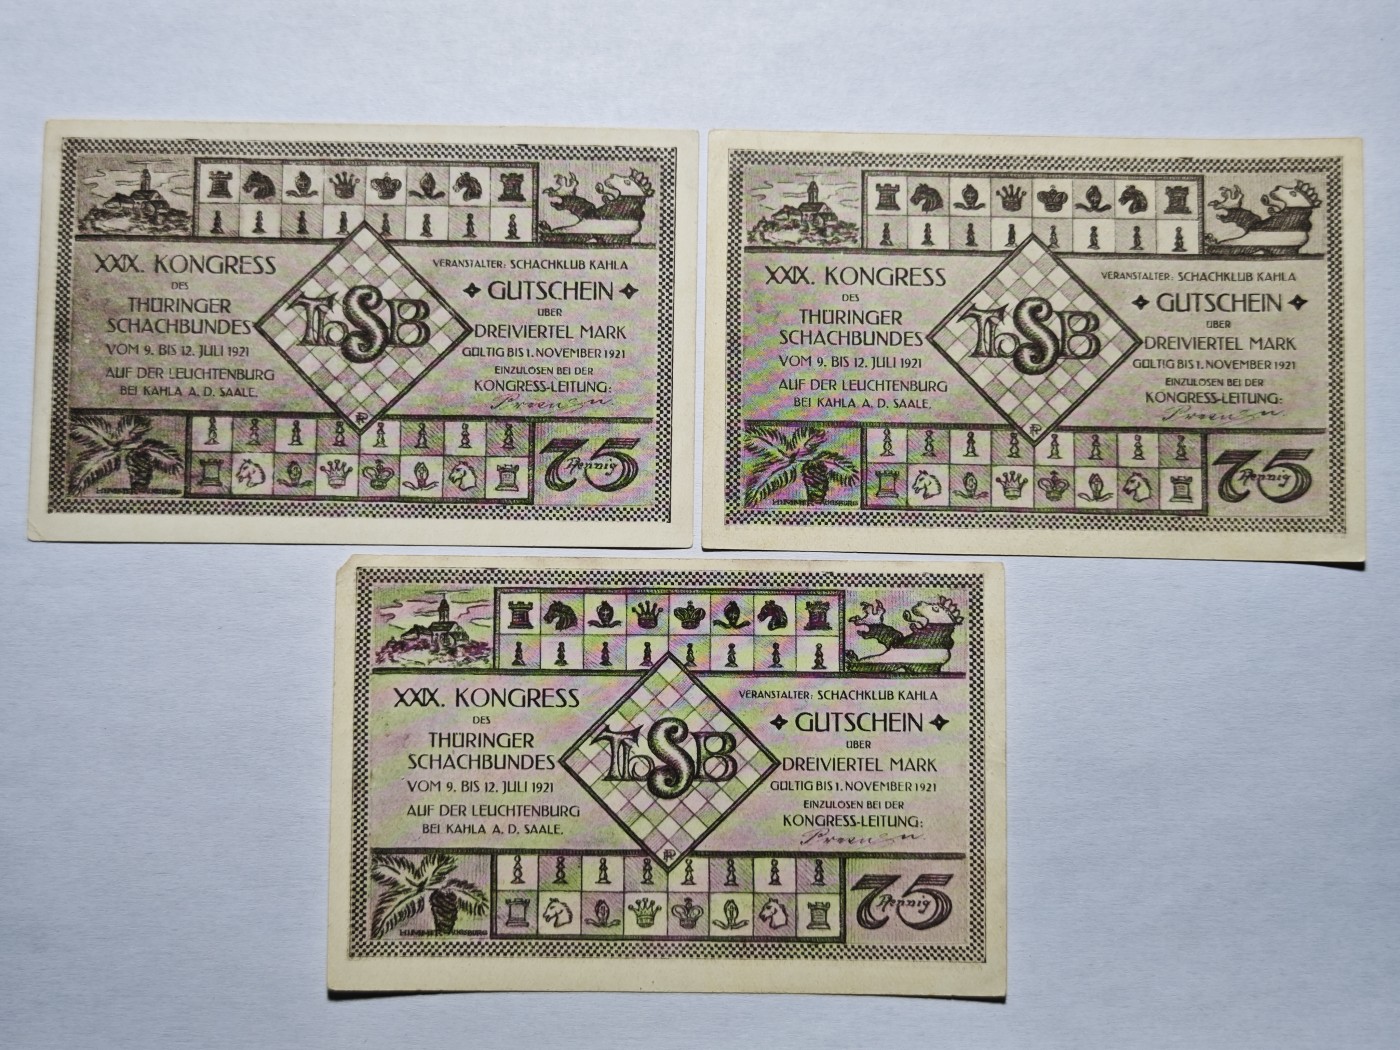 XXIX. KONGRESS
DES
THÜRINGER
SCHACHBUNDES
VOM 9. BIS 12. JULI 1921
AUF DER LEUCHTENBURG
BEI KAHLA A. D. SAALE.
ThSB
VERANSTALTER: SCHACHKLUB KAHLA
GUTSCHEIN
ÜBER
DREIVIERTEL MARK
GÜLTIG BIS 1. NOVEMBER 1921
EINZULÖSEN BEI DER
KONGRESS-LEITUNG:
75
Pfennig
XXIX. KONGRESS
DES
THÜRINGER
SCHACHBUNDES
VOM 9. BIS 12. JULI 1921
AUF DER LEUCHTENBURG
BEI KAHLA A. D. SAALE.
ThSB
VERANSTALTER: SCHACHKLUB KAHLA
GUTSCHEIN
ÜBER
DREIVIERTEL MARK
GÜLTIG BIS 1. NOVEMBER 1921
EINZULÖSEN BEI DER
KONGRESS-LEITUNG:
75
Pfennig
XXIX. KONGRESS
DES
THÜRINGER
SCHACHBUNDES
VOM 9. BIS 12. JULI 1921
AUF DER LEUCHTENBURG
BEI KAHLA A. D. SAALE.
ThSB
VERANSTALTER: SCHACHKLUB KAHLA
GUTSCHEIN
ÜBER
DREIVIERTEL MARK
GÜLTIG BIS 1. NOVEMBER 1921
EINZULÖSEN BEI DER
KONGRESS-LEITUNG:
75
Pfennig